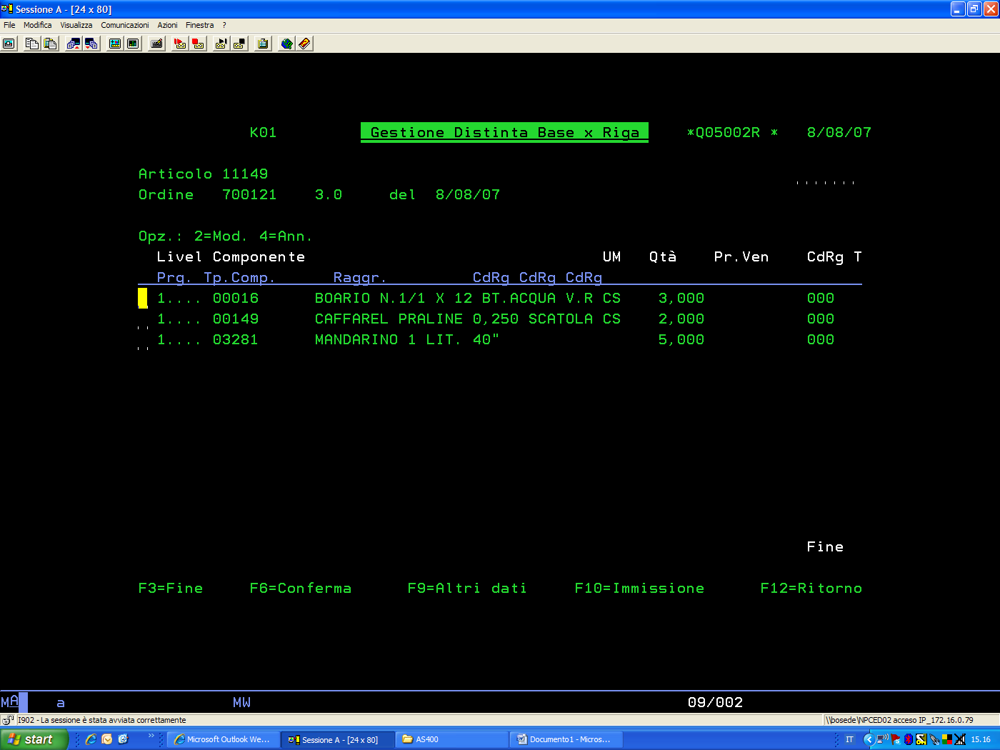 Sessione A - [24 x 80]
File Modifica Visualizza Comunicazioni Azioni Finestra ?
K01 Gestione Distinta Base x Riga *Q05002R * 8/08/07
Articolo 11149
Ordine 700121 3.0 del 8/08/07
Opz.: 2=Mod. 4=Ann.
Livel Componente UM Qtà Pr.Ven CdRg T
Prg. Tp.Comp. Raggr. CdRg CdRg CdRg
1.... 00016 BOARIO N.1/1 X 12 BT.ACQUA V.R CS 3,000 000
1.... 00149 CAFFAREL PRALINE 0,250 SCATOLA CS 2,000 000
1.... 03281 MANDARINO 1 LIT. 40" 5,000 000
Fine
F3=Fine F6=Conferma F9=Altri dati F10=Immissione F12=Ritorno
MA a MW 09/002
I902 - La sessione è stata avviata correttamente \\bosede\NPCED02 acceso IP_172.16.0.79
start » Microsoft Outlook We... Sessione A - [24 x 80] AS400 Documento1 - Micros... IT 15.16